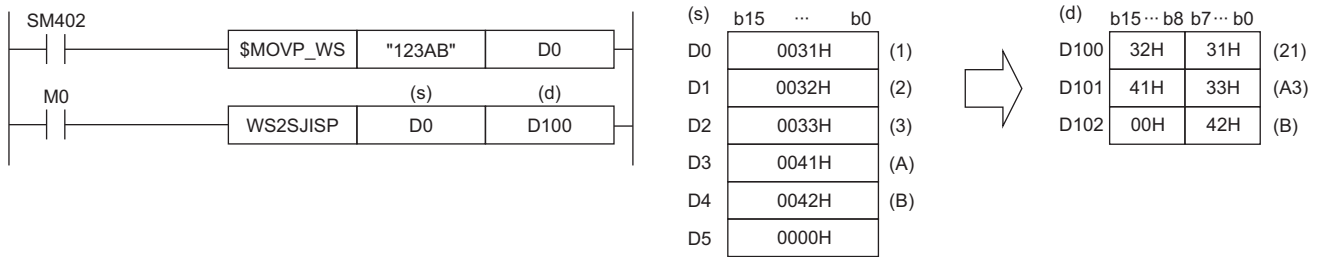 SM402
$MOVP_WS "123AB" D0
M0
(s) (d)
WS2SJISP D0 D100
(s) b15 ··· b0
D0 0031H (1)
D1 0032H (2)
D2 0033H (3)
D3 0041H (A)
D4 0042H (B)
D5 0000H
(d) b15 ··· b8 b7 ··· b0
D100 32H 31H (21)
D101 41H 33H (A3)
D102 00H 42H (B)